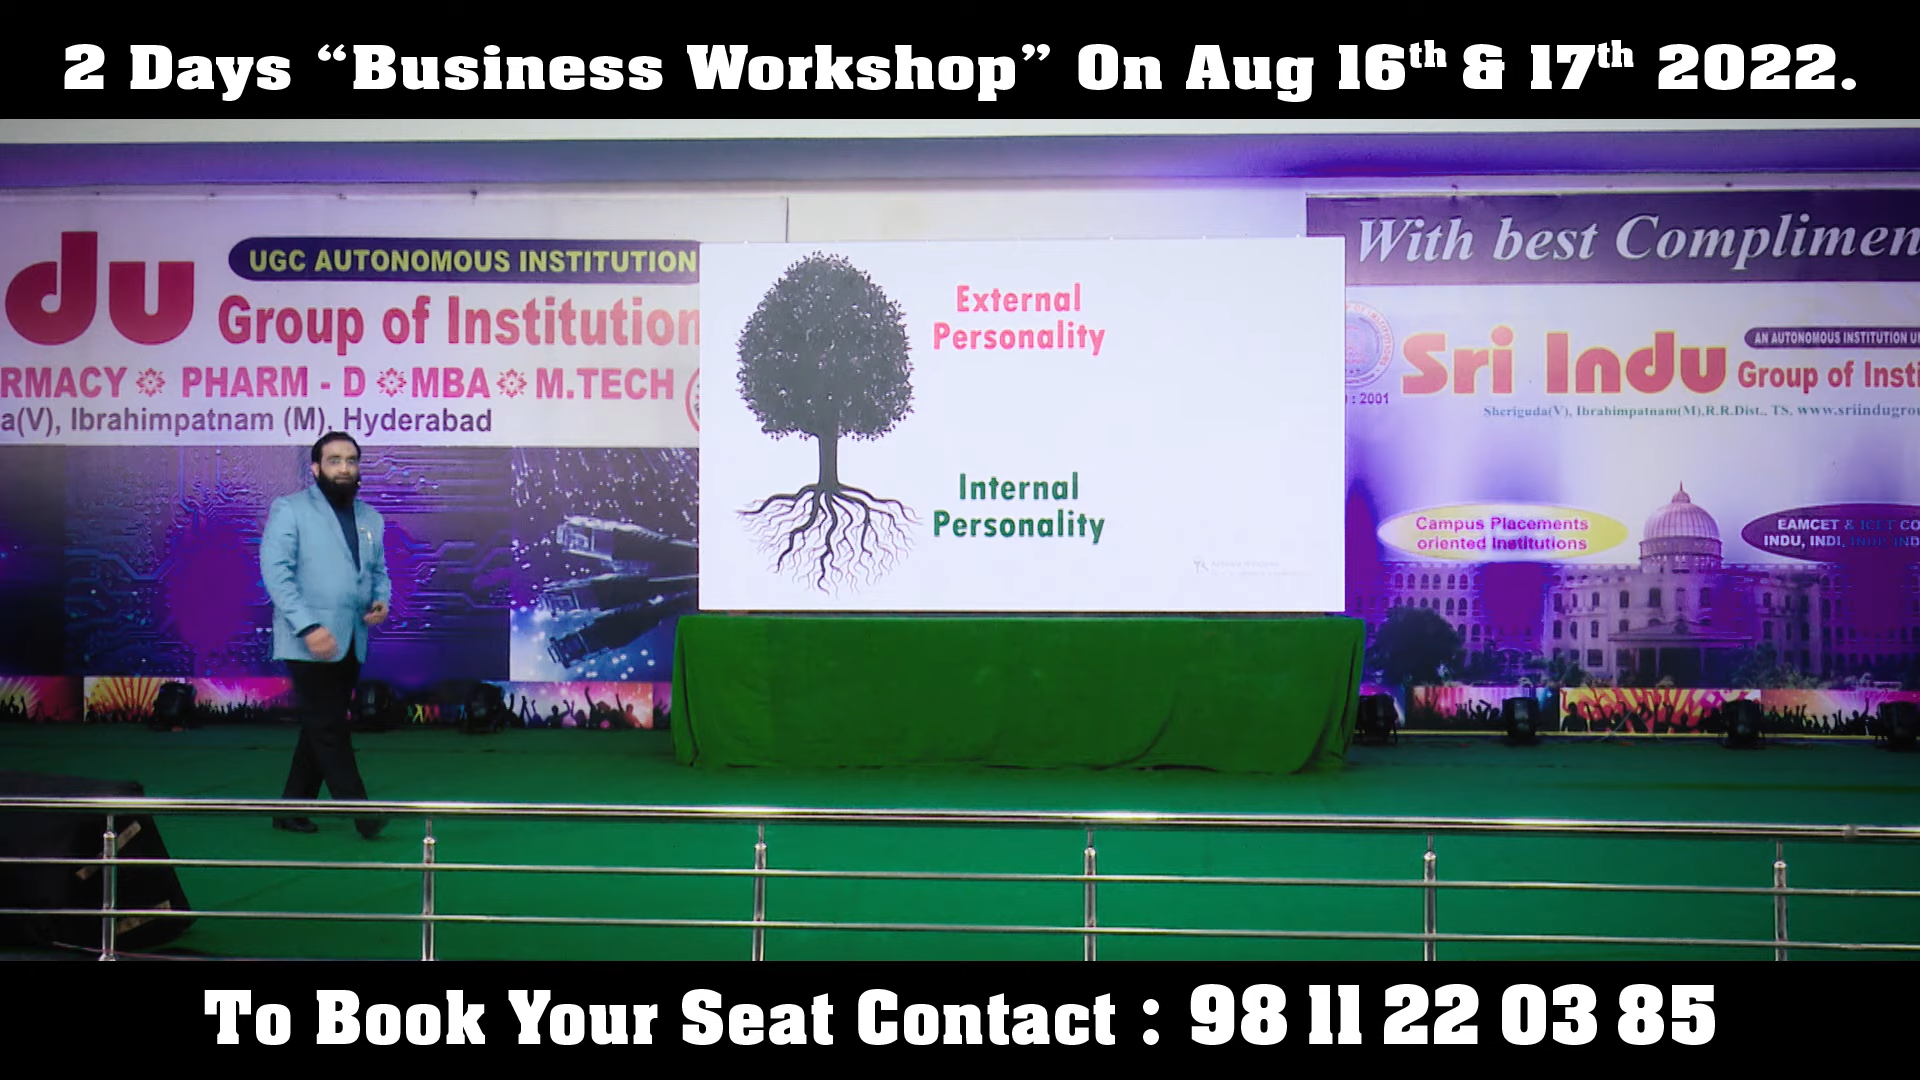 2 Days “Business Workshop” On Aug 16th & 17th 2022.
du
UGC AUTONOMOUS INSTITUTION
Group of Institution
RMACY ❊ PHARM - D ❊ MBA ❊ M.TECH
a(V), Ibrahimpatnam (M), Hyderabad
External
Personality
Internal
Personality
With best Complimen
: 2001
Sri Indu
AN AUTONOMOUS INSTITUTION U
Group of Insti
Sheriguda(V), Ibrahimpatnam(M),R.R.Dist., TS. www.sriindugrou
Campus Placements
oriented Institutions
EAMCET &
CO
INDU, INDI,
To Book Your Seat Contact : 98 11 22 03 85